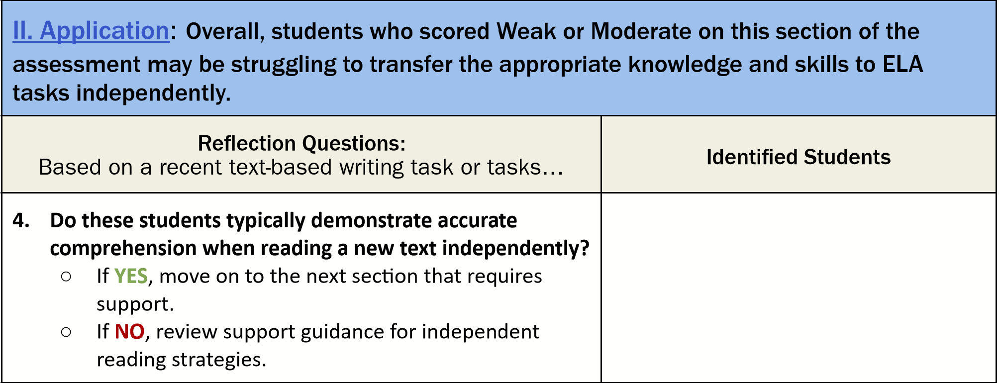 II. Application: Overall, students who scored Weak or Moderate on this section of the
assessment may be struggling to transfer the appropriate knowledge and skills to ELA
tasks independently.
Reflection Questions:
Based on a recent text-based writing task or tasks…
Identified Students
4. Do these students typically demonstrate accurate
comprehension when reading a new text independently?
○ If YES, move on to the next section that requires
support.
○ If NO, review support guidance for independent
reading strategies.